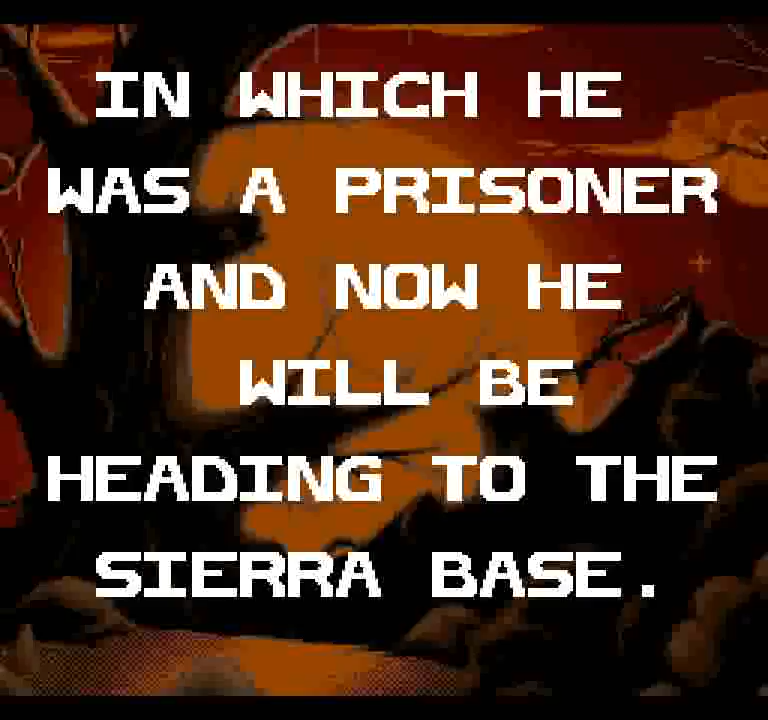 IN WHICH HE
WAS A PRISONER
AND NOW HE
WILL BE
HEADING TO THE
SIERRA BASE.